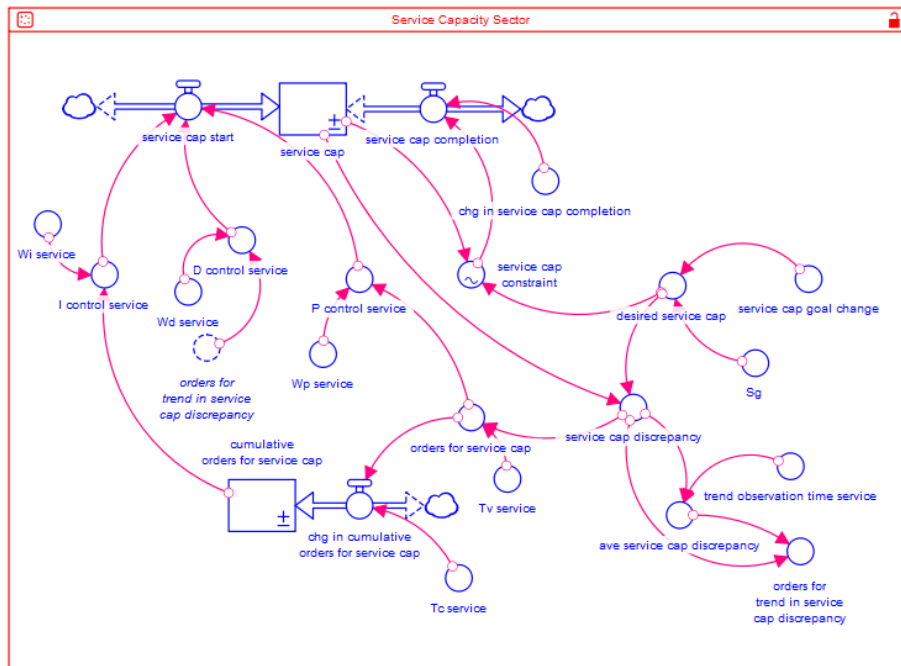 Service Capacity Sector
service cap start
service cap
service cap completion
chg in service cap completion
Wi service
I control service
D control service
Wd service
orders for
trend in service
cap discrepancy
P control service
Wp service
service cap
constraint
desired service cap
service cap goal change
Sg
cumulative
orders for service cap
orders for service cap
service cap discrepancy
Tv service
chg in cumulative
orders for service cap
Tc service
trend observation time service
ave service cap discrepancy
orders for
trend in service
cap discrepancy